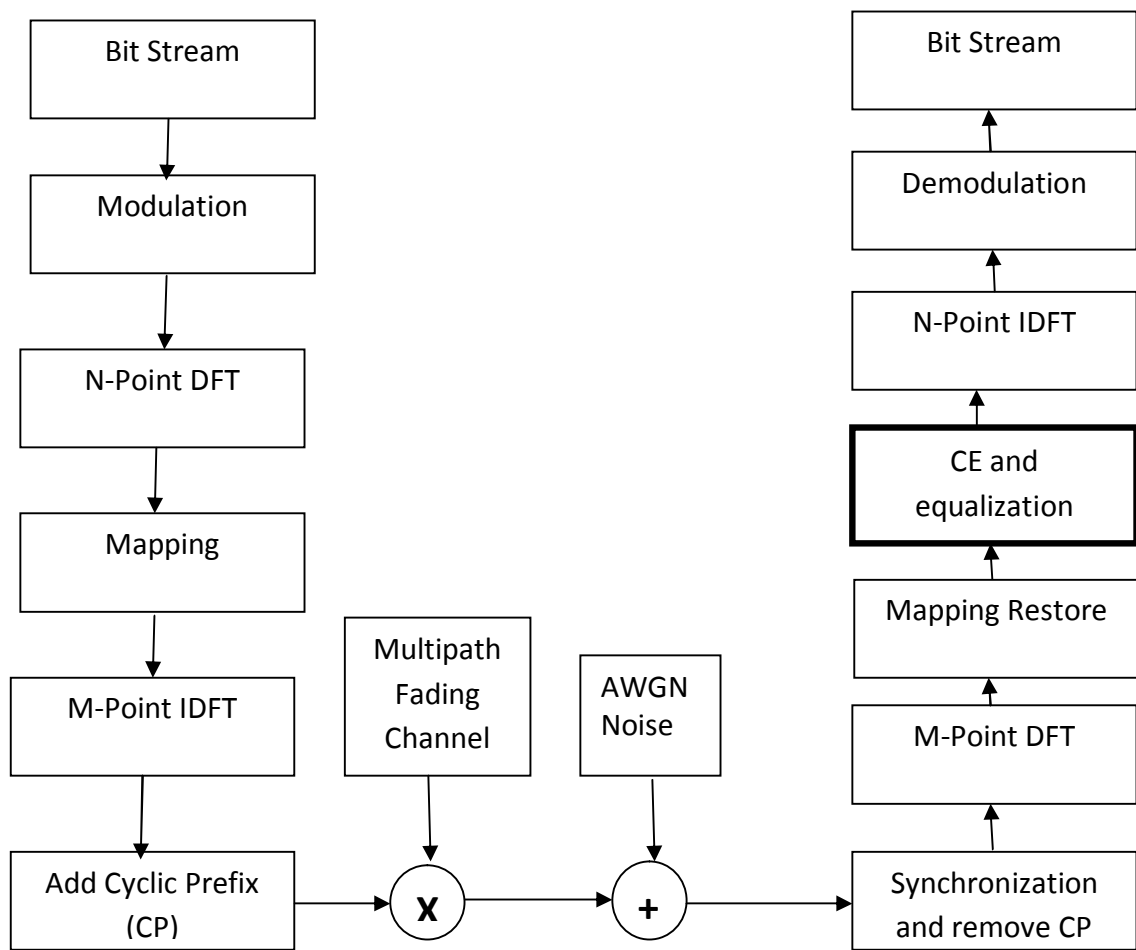 Bit Stream
Modulation
N-Point DFT
Mapping
M-Point IDFT
Add Cyclic Prefix
(CP)
Multipath
Fading
Channel
X
AWGN
Noise
+
Synchronization
and remove CP
M-Point DFT
Mapping Restore
CE and
equalization
N-Point IDFT
Demodulation
Bit Stream